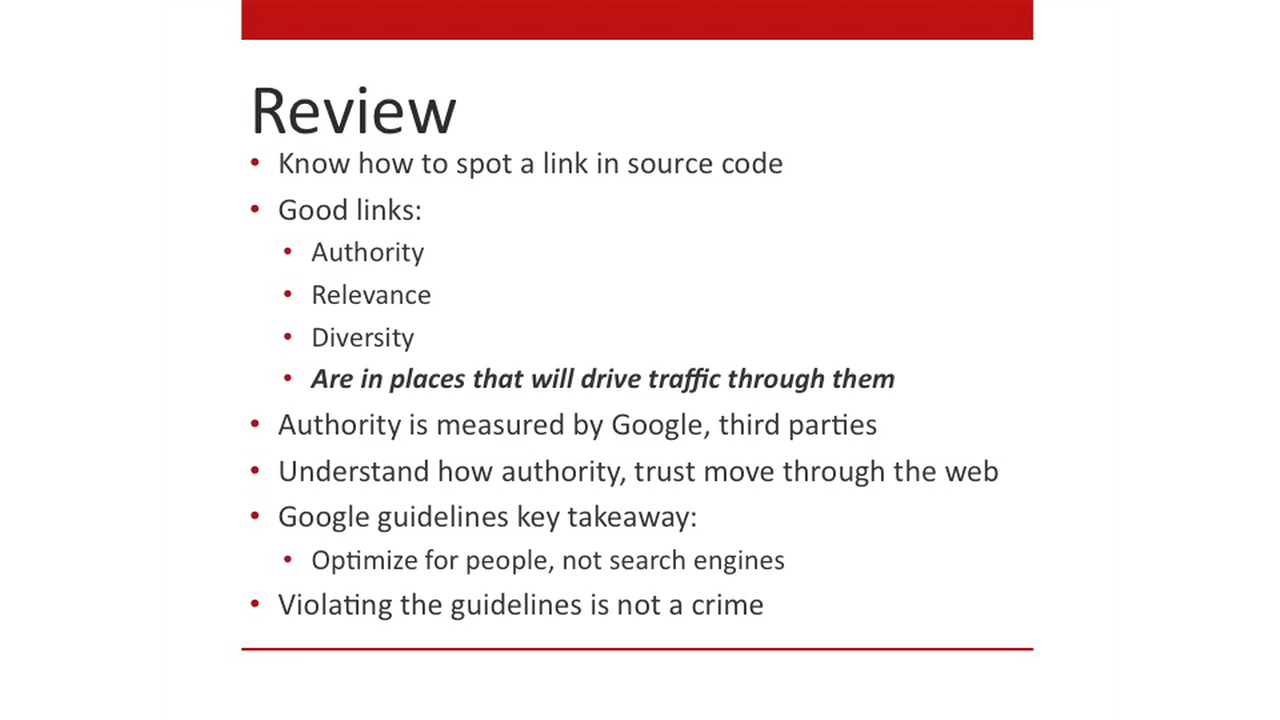 Review
• Know how to spot a link in source code
• Good links:
• Authority
• Relevance
• Diversity
• Are in places that will drive traffic through them
• Authority is measured by Google, third parties
• Understand how authority, trust move through the web
• Google guidelines key takeaway:
• Optimize for people, not search engines
• Violating the guidelines is not a crime